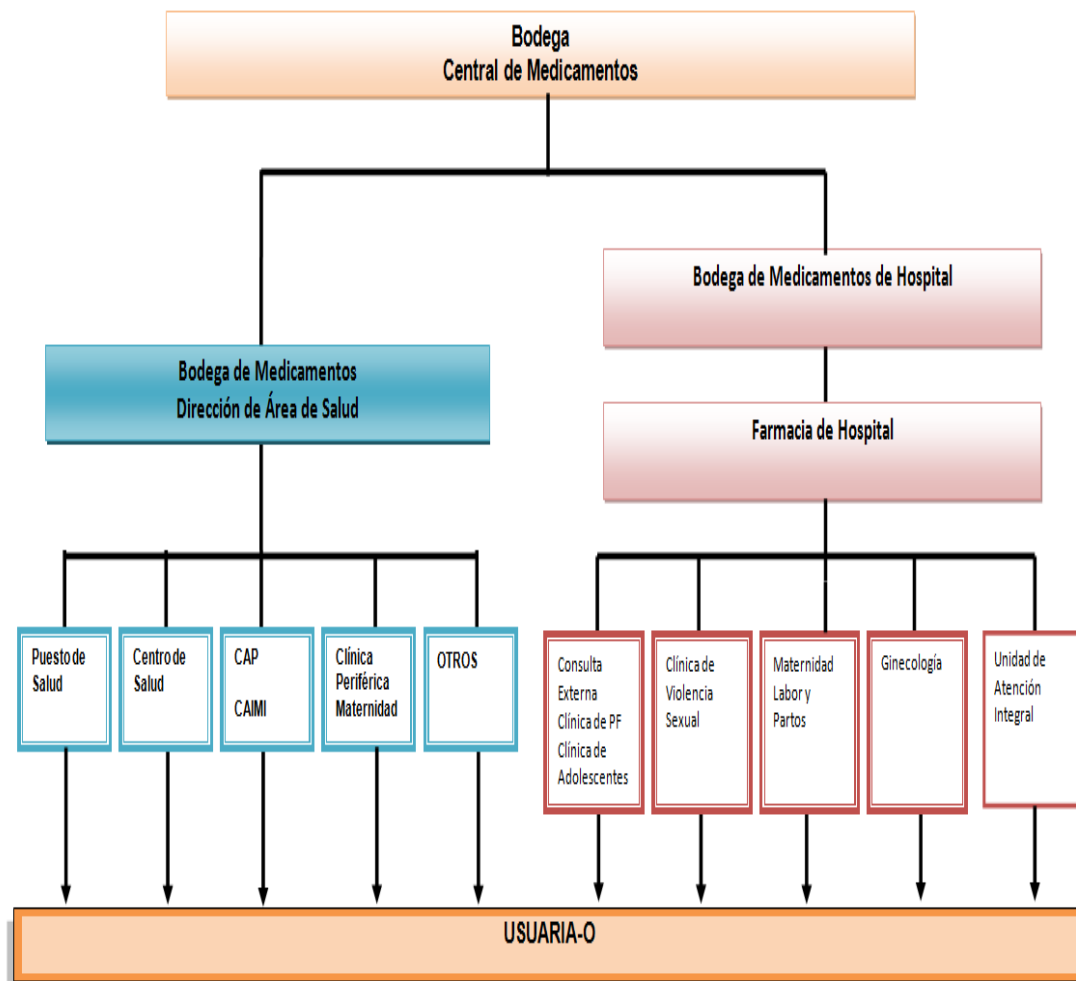 Bodega
Central de Medicamentos
Bodega de Medicamentos de Hospital
Bodega de Medicamentos
Dirección de Área de Salud
Farmacia de Hospital
Puesto de
Salud
Centro de
Salud
CAP
CAIMI
Clínica
Periférica
Maternidad
OTROS
Consulta
Externa
Clínica de PF
Clínica de
Adolescentes
Clínica de
Violencia
Sexual
Maternidad
Labor y
Partos
Ginecología
Unidad de
Atención
Integral
USUARIA-O